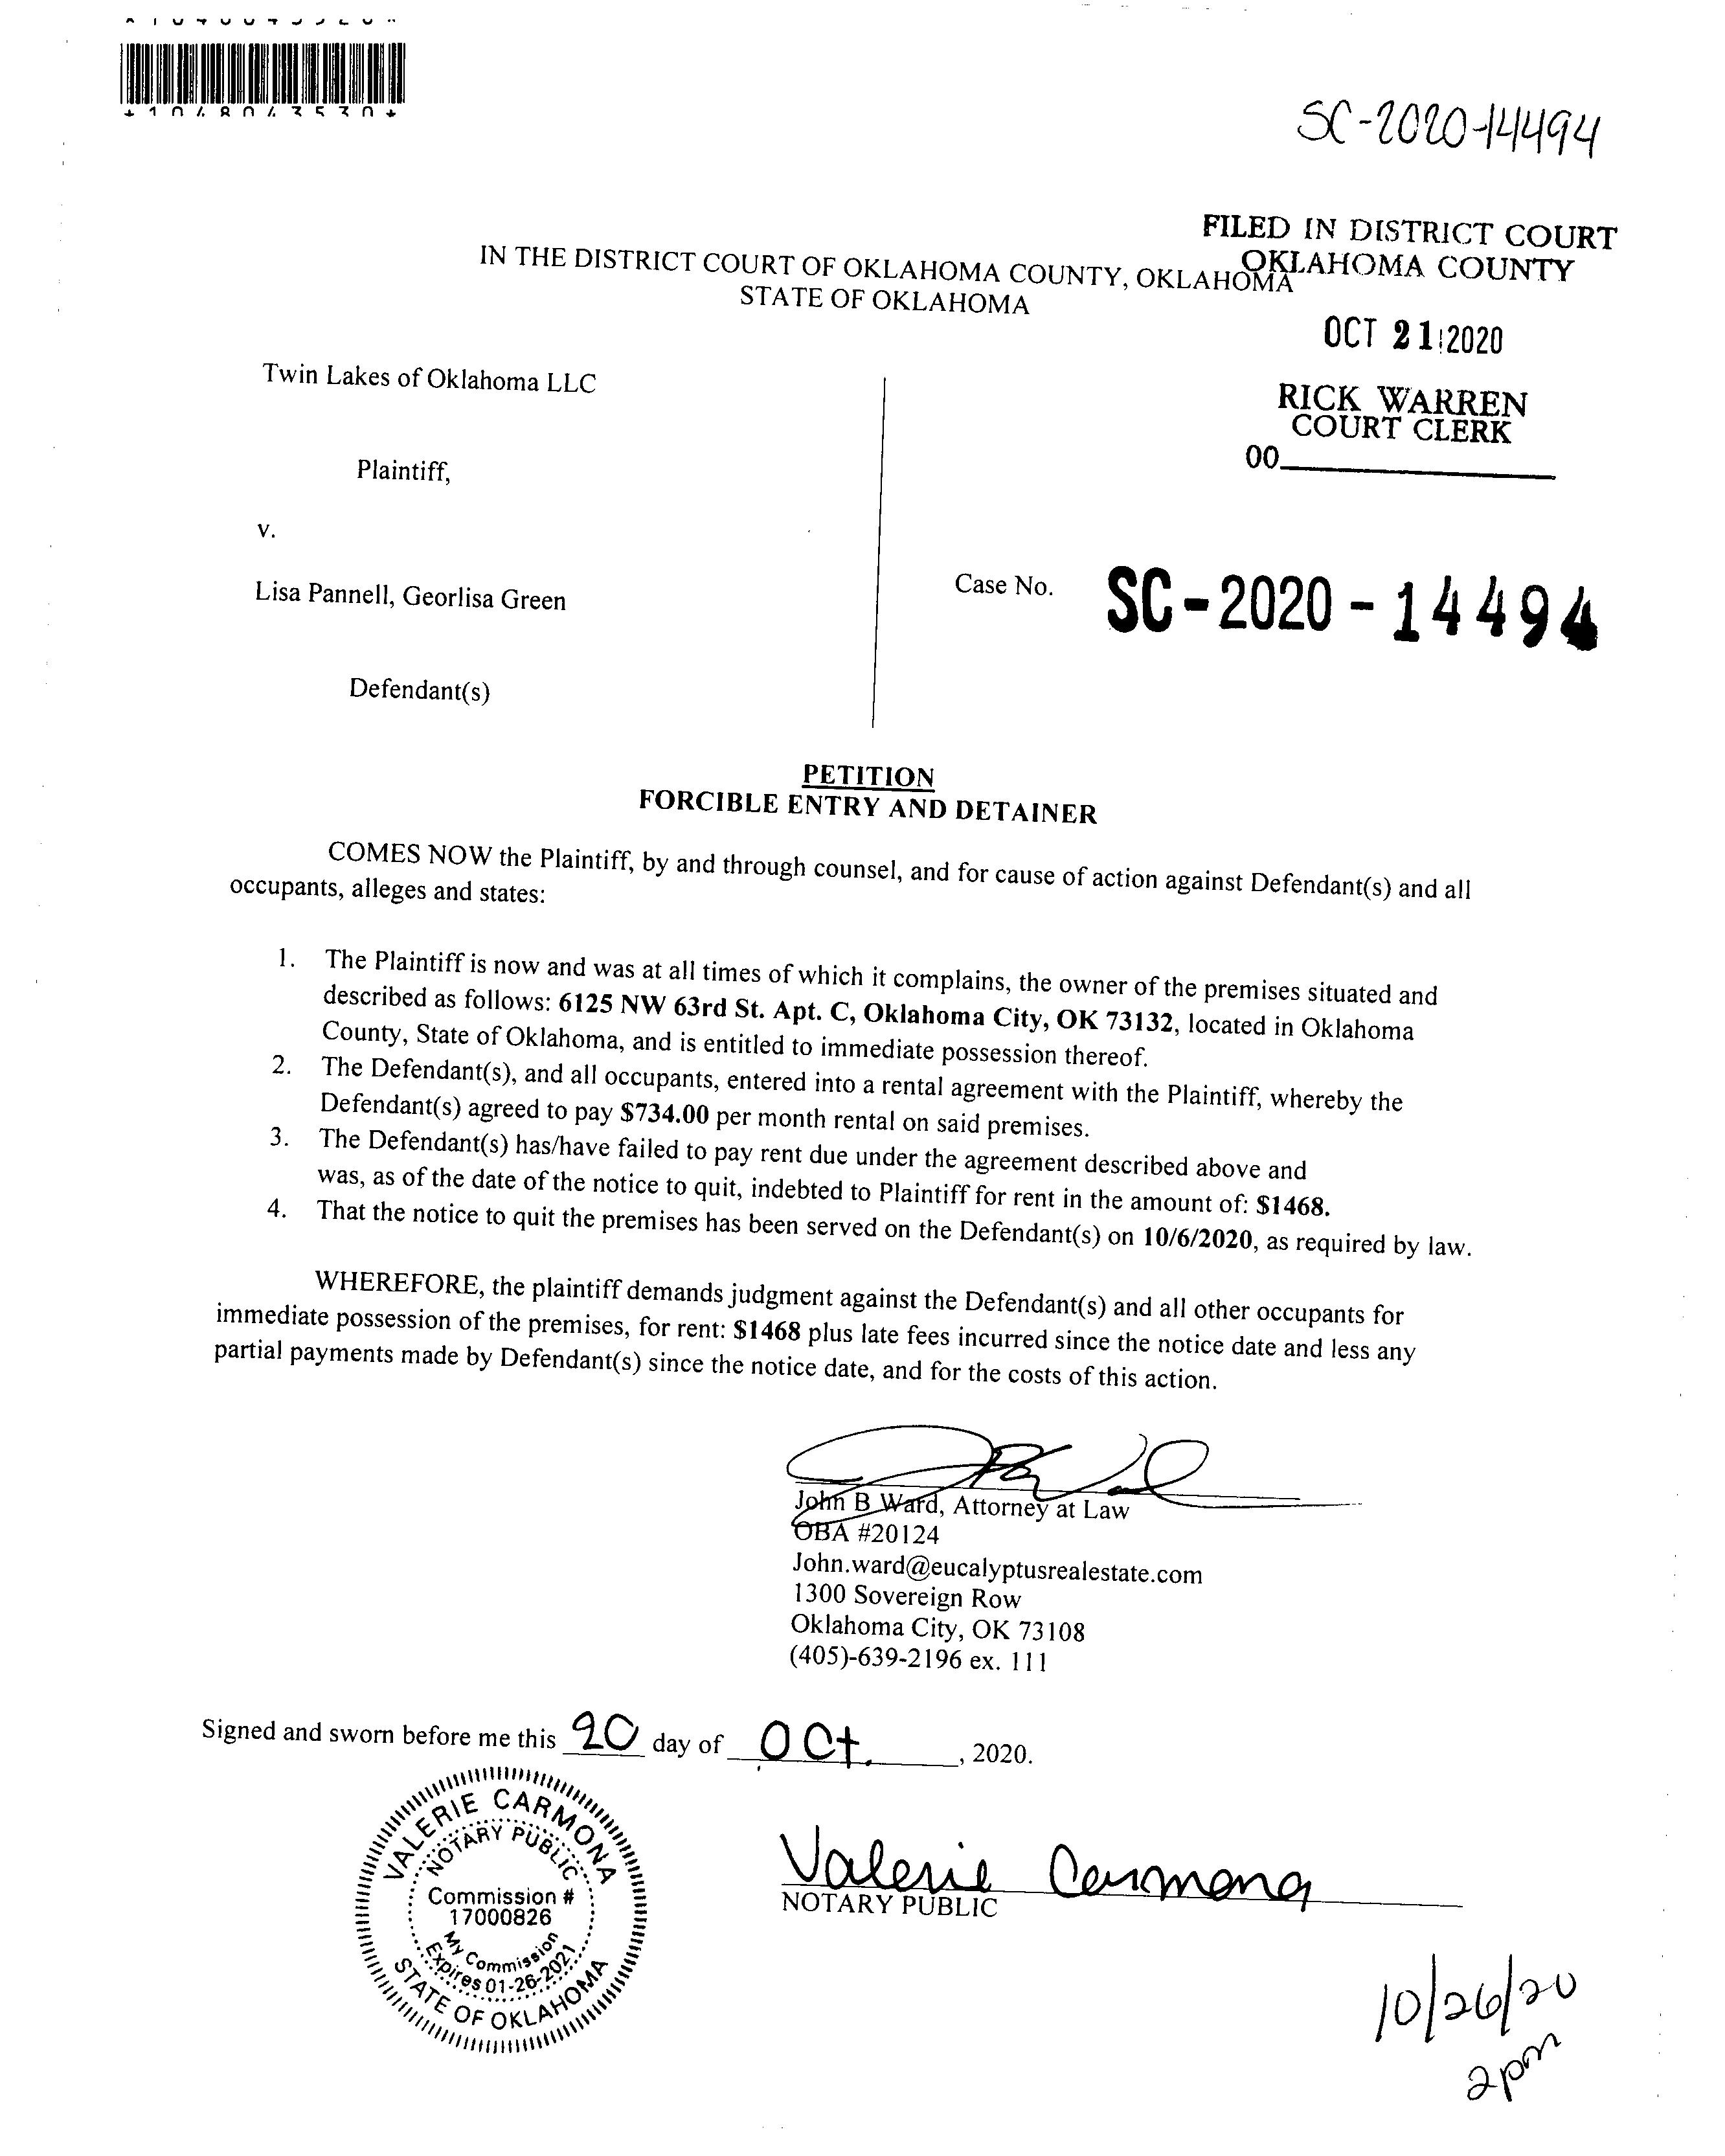 *1048043530*
SC-2020-14494
FILED IN DISTRICT COURT
OKLAHOMA COUNTY
IN THE DISTRICT COURT OF OKLAHOMA COUNTY, OKLAHOMA
STATE OF OKLAHOMA
OCT 21 2020
RICK WARREN
COURT CLERK
00
Twin Lakes of Oklahoma LLC
Plaintiff,
v.
Lisa Pannell, Georlisa Green
Case No. SC-2020-14494
Defendant(s)
PETITION
FORCIBLE ENTRY AND DETAINER
COMES NOW the Plaintiff, by and through counsel, and for cause of action against Defendant(s) and all
occupants, alleges and states:
1. The Plaintiff is now and was at all times of which it complains, the owner of the premises situated and
described as follows: 6125 NW 63rd St. Apt. C, Oklahoma City, OK 73132, located in Oklahoma
County, State of Oklahoma, and is entitled to immediate possession thereof.
2. The Defendant(s), and all occupants, entered into a rental agreement with the Plaintiff, whereby the
Defendant(s) agreed to pay $734.00 per month rental on said premises.
3. The Defendant(s) has/have failed to pay rent due under the agreement described above and
was, as of the date of the notice to quit, indebted to Plaintiff for rent in the amount of: $1468.
4. That the notice to quit the premises has been served on the Defendant(s) on 10/6/2020, as required by law.
WHEREFORE, the plaintiff demands judgment against the Defendant(s) and all other occupants for
immediate possession of the premises, for rent: $1468 plus late fees incurred since the notice date and less any
partial payments made by Defendant(s) since the notice date, and for the costs of this action.
John B Ward, Attorney at Law
OBA #20124
John.ward@eucalyptusrealestate.com
1300 Sovereign Row
Oklahoma City, OK 73108
(405)-639-2196 ex. 111
Signed and sworn before me this 20 day of Oct. , 2020.
VALERIE CARMONA
NOTARY PUBLIC
Commission #
17000826
My Commission
Expires 01-26-2021
STATE OF OKLAHOMA
Valerie Carmona
NOTARY PUBLIC
10/26/20
2pm